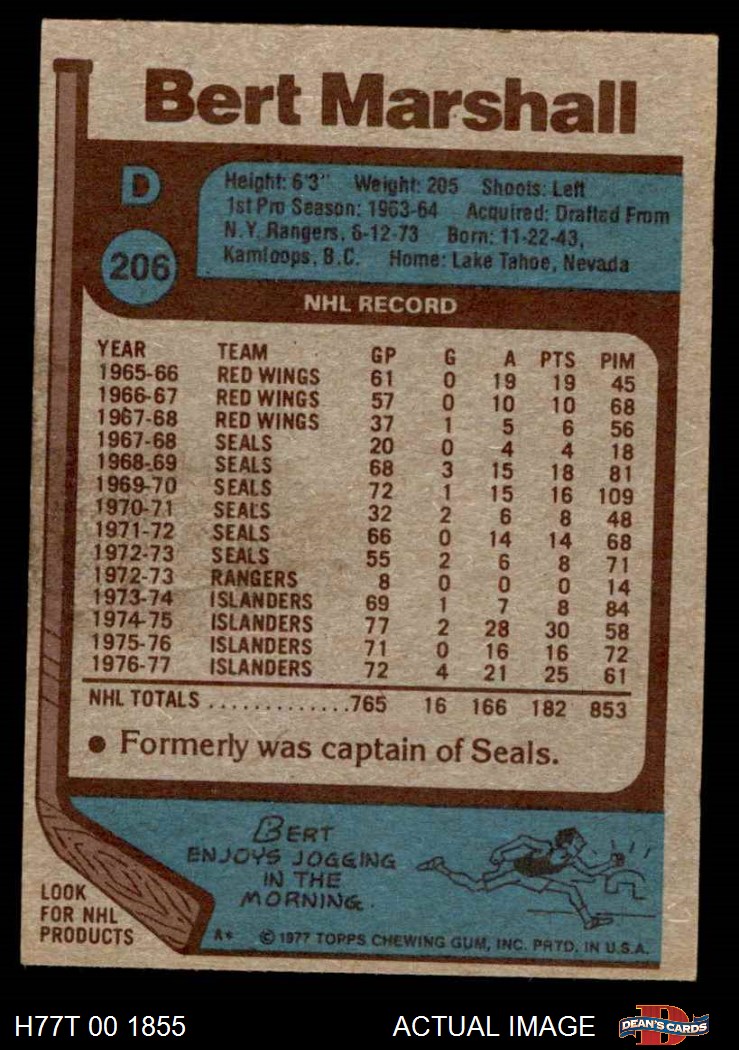 Bert Marshall
D
Height: 6'3" Weight: 205 Shoots: Left
1st Pro Season: 1963-64 Acquired: Drafted From
N.Y. Rangers, 6-12-73 Born: 11-22-43,
Kamloops, B.C. Home: Lake Tahoe, Nevada
206
NHL RECORD
YEAR TEAM GP G A PTS PIM
1965-66 RED WINGS 61 0 19 19 45
1966-67 RED WINGS 57 0 10 10 68
1967-68 RED WINGS 37 1 5 6 56
1967-68 SEALS 20 0 4 4 18
1968-69 SEALS 68 3 15 18 81
1969-70 SEALS 72 1 15 16 109
1970-71 SEALS 32 2 6 8 48
1971-72 SEALS 66 0 14 14 68
1972-73 SEALS 55 2 6 8 71
1972-73 RANGERS 8 0 0 0 14
1973-74 ISLANDERS 69 1 7 8 84
1974-75 ISLANDERS 77 2 28 30 58
1975-76 ISLANDERS 71 0 16 16 72
1976-77 ISLANDERS 72 4 21 25 61
NHL TOTALS .............765 16 166 182 853
● Formerly was captain of Seals.
BERT
ENJOYS JOGGING
IN THE
MORNING.
LOOK
FOR NHL
PRODUCTS
A* © 1977 TOPPS CHEWING GUM, INC. PRTD. IN U.S.A.
H77T 00 1855 ACTUAL IMAGE D DEAN'S CARDS